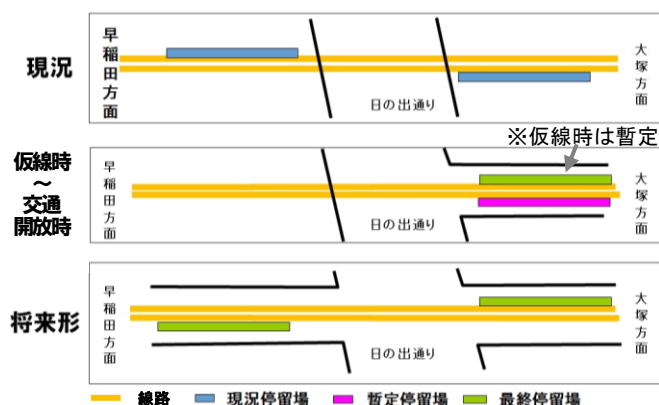 現況
早稲田方面
日の出通り
大塚方面
※仮線時は暫定
仮線時
~
交通
開放時
早稲田方面
日の出通り
大塚方面
将来形
早稲田方面
日の出通り
大塚方面
線路 現況停留場 暫定停留場 最終停留場